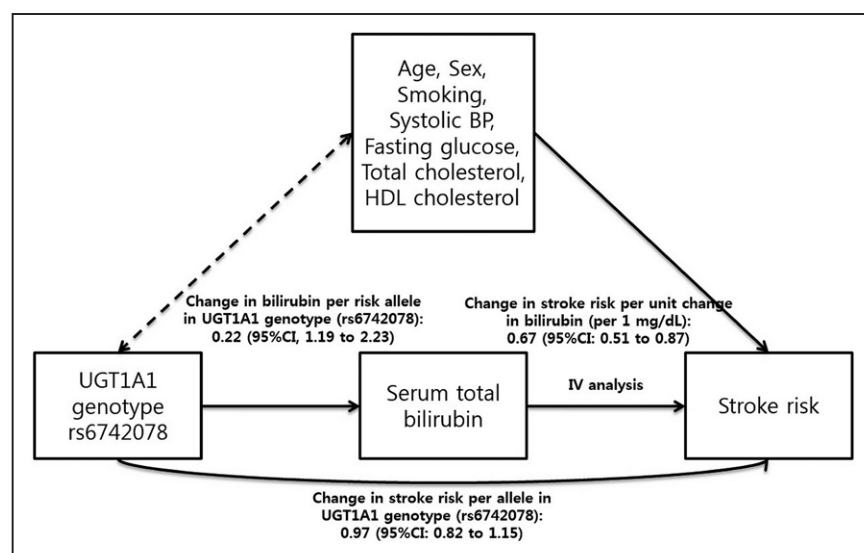 Age, Sex,
Smoking,
Systolic BP,
Fasting glucose,
Total cholesterol,
HDL cholesterol
Change in bilirubin per risk allele
in UGT1A1 genotype (rs6742078):
0.22 (95%CI, 1.19 to 2.23)
Change in stroke risk per unit change
in bilirubin (per 1 mg/dL):
0.67 (95%CI: 0.51 to 0.87)
UGT1A1
genotype
rs6742078
Serum total
bilirubin
IV analysis
Stroke risk
Change in stroke risk per allele in
UGT1A1 genotype (rs6742078):
0.97 (95%CI: 0.82 to 1.15)